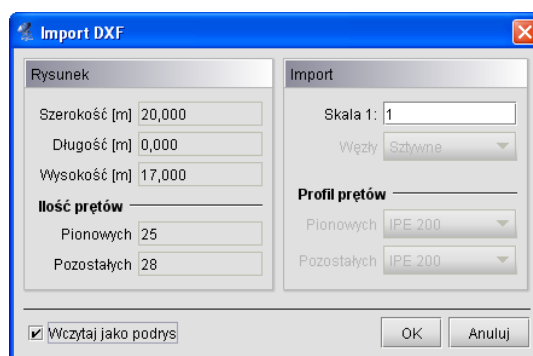 Import DXF
Rysunek
Szerokość [m] 20,000
Długość [m] 0,000
Wysokość [m] 17,000
Ilość prętów
Pionowych 25
Pozostałych 28
Import
Skala 1: 1
Węzły Sztywne
Profil prętów
Pionowych IPE 200
Pozostałych IPE 200
Wczytaj jako podrys
OK
Anuluj